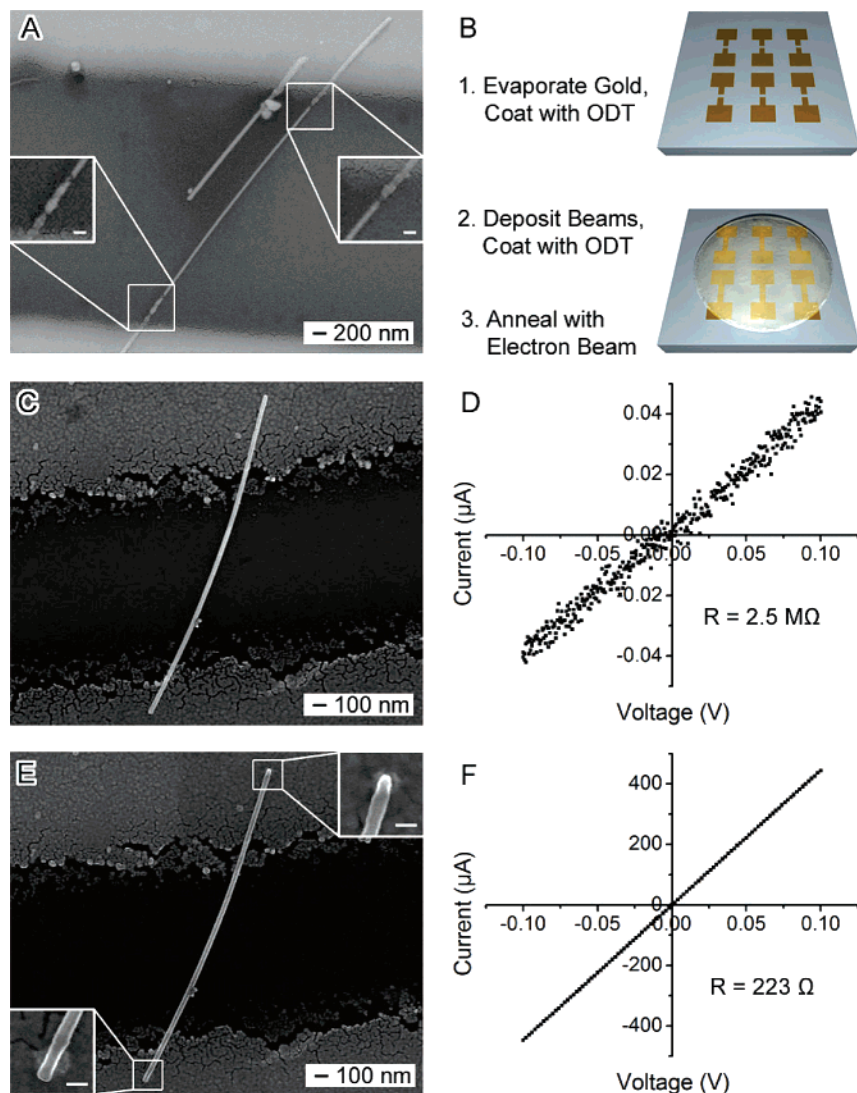 A
200 nm
B
1. Evaporate Gold,
Coat with ODT
2. Deposit Beams,
Coat with ODT
3. Anneal with
Electron Beam
C
100 nm
D
Current (µA)
0.04
0.02
0.00
-0.02
-0.04
-0.10 -0.05 0.00 0.05 0.10
R = 2.5 MΩ
Voltage (V)
E
100 nm
F
Current (µA)
400
200
0
-200
-400
-0.10 -0.05 0.00 0.05 0.10
R = 223 Ω
Voltage (V)